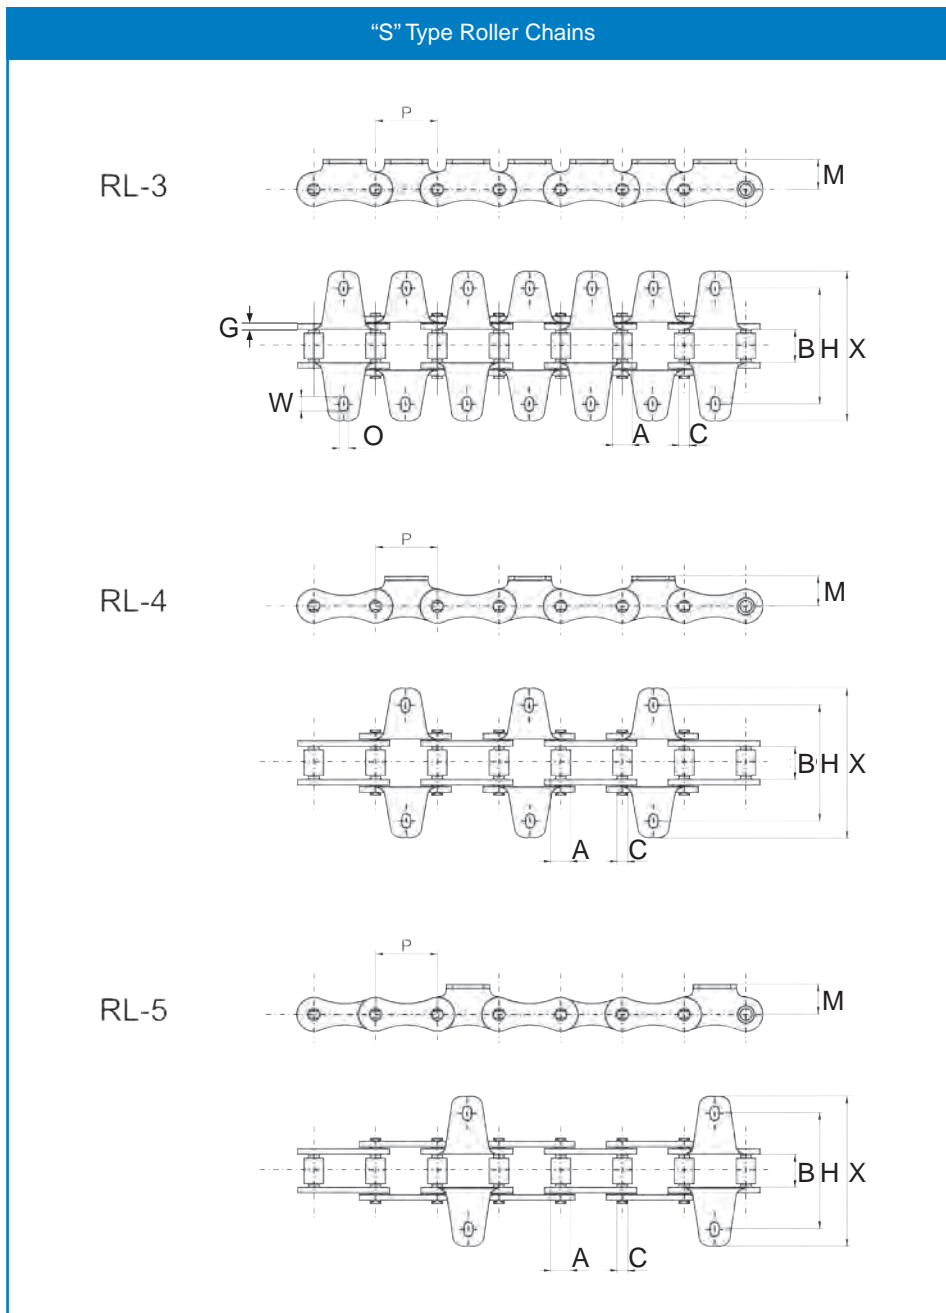 “S” Type Roller Chains
P
RL-3
M
G
B H X
W
O
A C
P
RL-4
M
B H X
A C
P
RL-5
M
B H X
A C